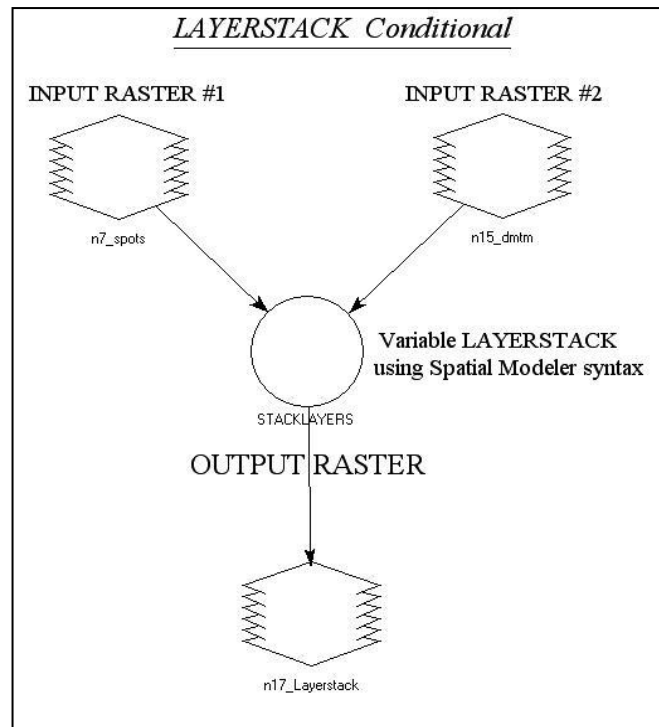 LAYERSTACK Conditional
INPUT RASTER #1
INPUT RASTER #2
n7_spots
n15_dmtm
Variable LAYERSTACK
using Spatial Modeler syntax
STACKLAYERS
OUTPUT RASTER
n17_Layerstack